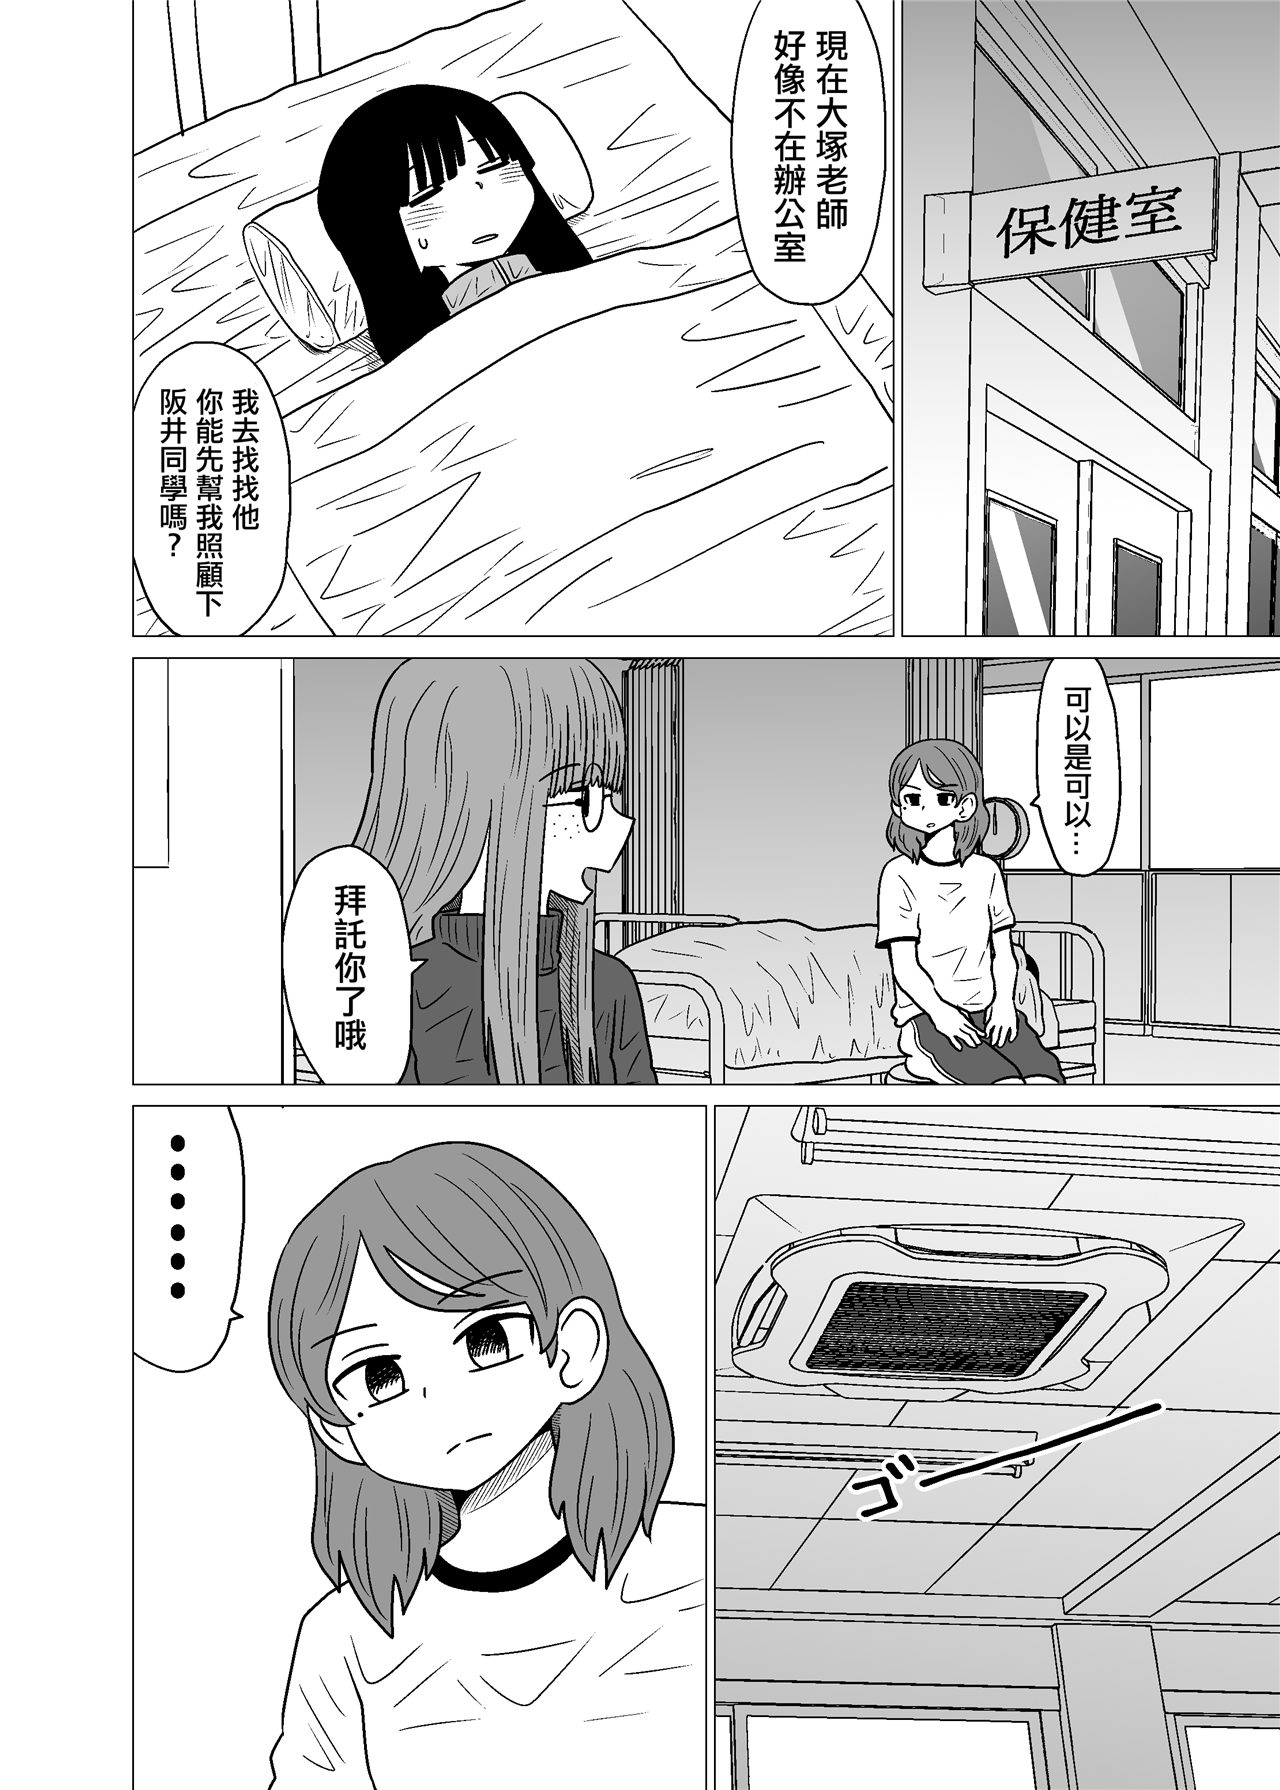 保健室
現在大塚老師
好像不在辦公室
我去找找他
你能先幫我照顧下
阪井同學嗎？
可以是可以…
拜託你了哦
ゴー
......